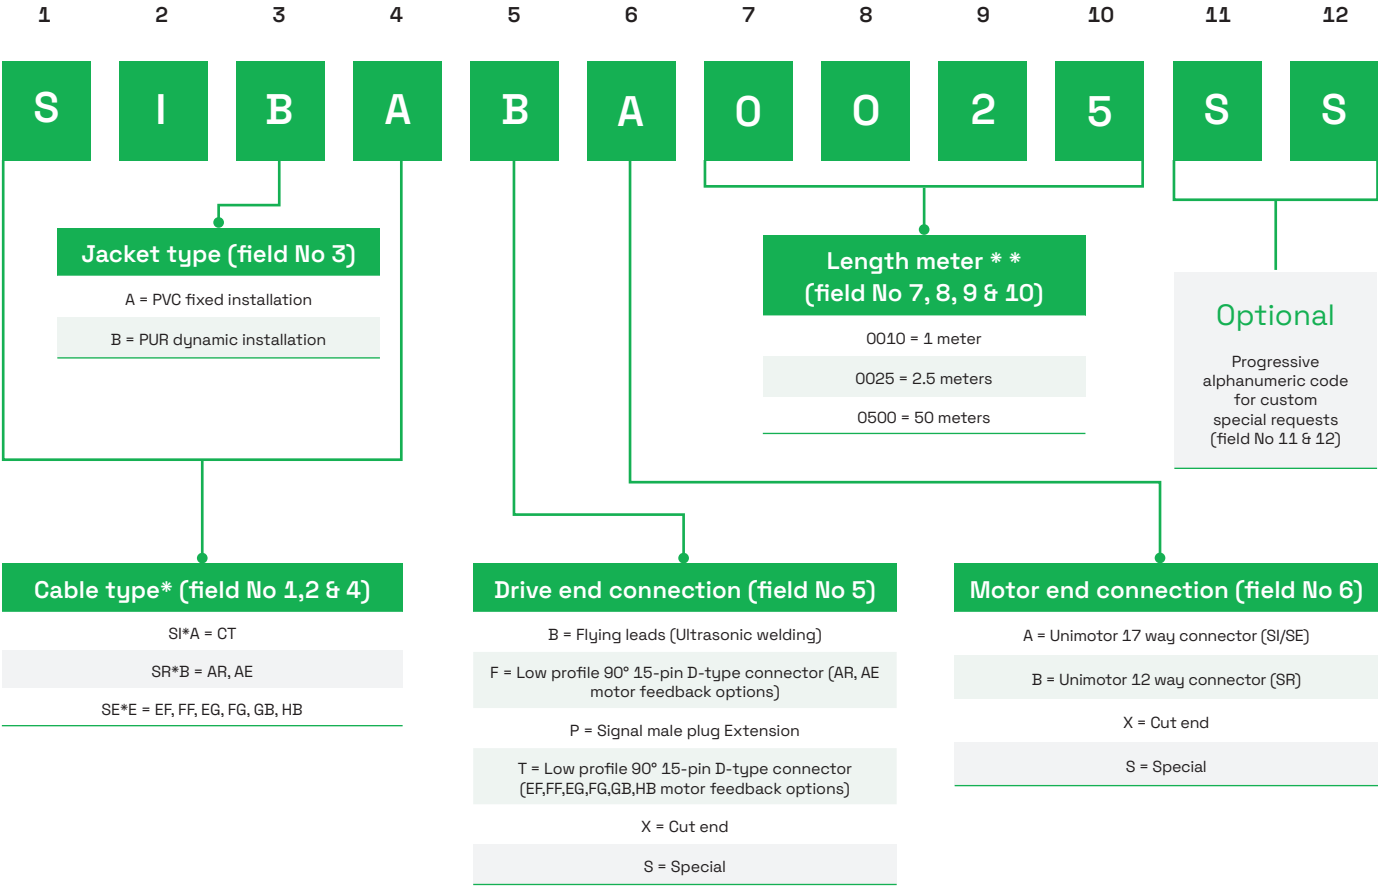 1 2 3 4 5 6 7 8 9 10 11 12
S I B A B A 0 0 2 5 S S
Jacket type (field No 3)
A = PVC fixed installation
B = PUR dynamic installation
Length meter * *
(field No 7, 8, 9 & 10)
0010 = 1 meter
0025 = 2.5 meters
0500 = 50 meters
Optional
Progressive
alphanumeric code
for custom
special requests
(field No 11 & 12)
Cable type* (field No 1,2 & 4)
SI*A = CT
SR*B = AR, AE
SE*E = EF, FF, EG, FG, GB, HB
Drive end connection (field No 5)
B = Flying leads (Ultrasonic welding)
F = Low profile 90° 15-pin D-type connector (AR, AE
motor feedback options)
P = Signal male plug Extension
T = Low profile 90° 15-pin D-type connector
(EF,FF,EG,FG,GB,HB motor feedback options)
X = Cut end
S = Special
Motor end connection (field No 6)
A = Unimotor 17 way connector (SI/SE)
B = Unimotor 12 way connector (SR)
X = Cut end
S = Special